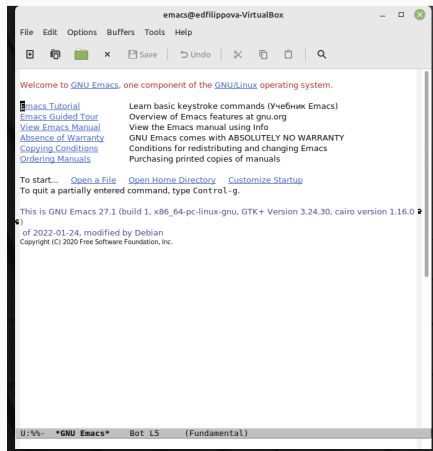 emacs@edfilippova-VirtualBox
File Edit Options Buffers Tools Help
Save Undo
Welcome to GNU Emacs, one component of the GNU/Linux operating system.
Emacs Tutorial Learn basic keystroke commands (Учебник Emacs)
Emacs Guided Tour Overview of Emacs features at gnu.org
View Emacs Manual View the Emacs manual using Info
Absence of Warranty GNU Emacs comes with ABSOLUTELY NO WARRANTY
Copying Conditions Conditions for redistributing and changing Emacs
Ordering Manuals Purchasing printed copies of manuals
To start... Open a File Open Home Directory Customize Startup
To quit a partially entered command, type Control-g.
This is GNU Emacs 27.1 (build 1, x86_64-pc-linux-gnu, GTK+ Version 3.24.30, cairo version 1.16.0
)
of 2022-01-24, modified by Debian
Copyright (C) 2020 Free Software Foundation, Inc.
U:%%- *GNU Emacs* Bot L5 (Fundamental)